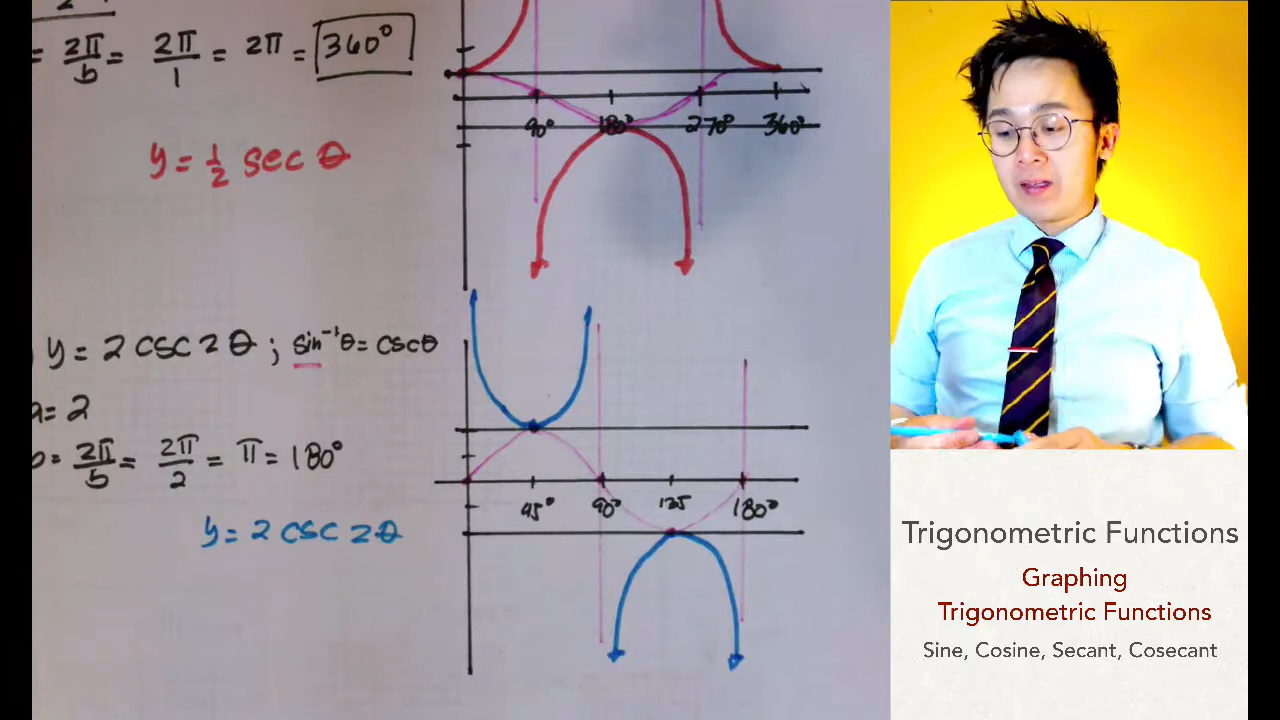 = 2π/b = 2π/1 = 2π = 360°
y = 1/2 sec θ
90° 180° 270° 360°
y = 2 csc 2θ ; sin⁻¹θ = cscθ
a = 2
p = 2π/b = 2π/2 = π = 180°
y = 2 csc 2θ
45° 90° 125 180°
Trigonometric Functions
Graphing
Trigonometric Functions
Sine, Cosine, Secant, Cosecant